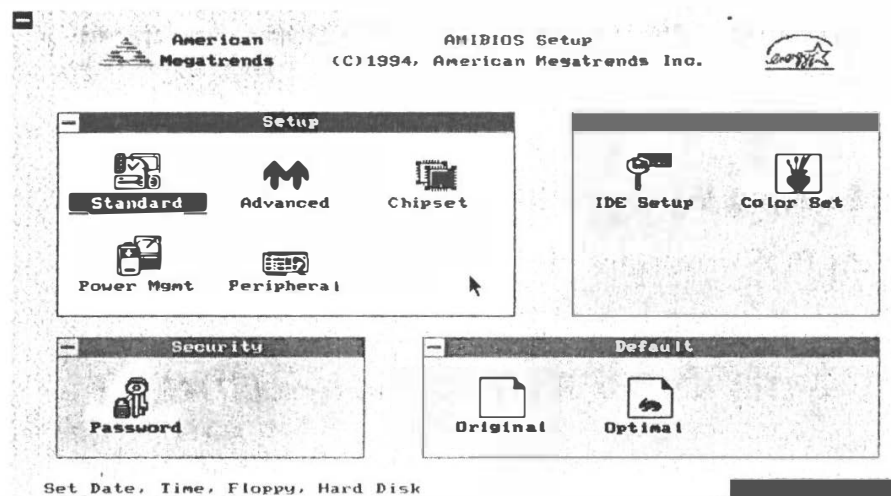 American
Megatrends
AMIBIOS Setup
(C)1994, American Megatrends Inc.
energy
Setup
Standard
Advanced
Chipset
Power Mgmt
Peripheral
IDE Setup
Color Set
Security
Password
Default
Original
Optimal
Set Date, Time, Floppy, Hard Disk